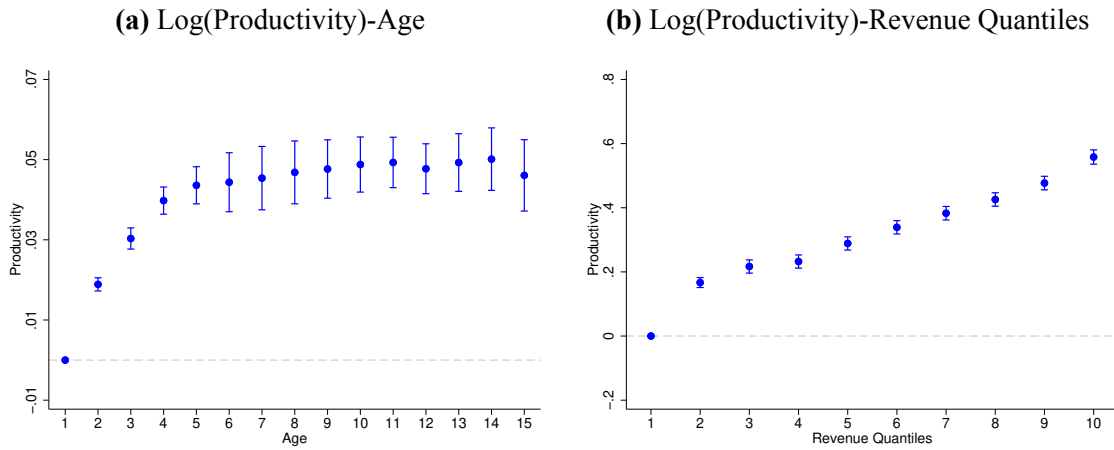 (a) Log(Productivity)-Age
.07
.05
.03
.01
-.01
Productivity
1 2 3 4 5 6 7 8 9 10 11 12 13 14 15
Age
(b) Log(Productivity)-Revenue Quantiles
.8
.6
.4
.2
0
-.2
Productivity
1 2 3 4 5 6 7 8 9 10
Revenue Quantiles